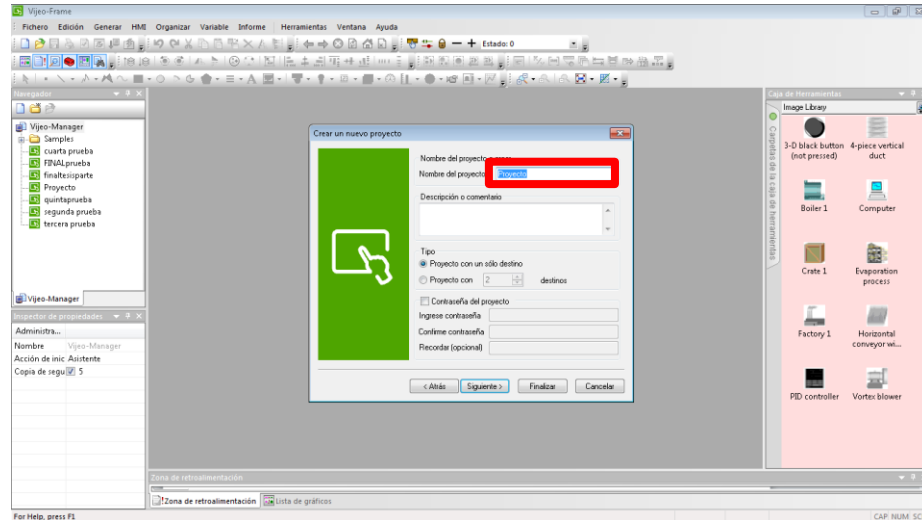 Vijeo-Frame
Fichero Edición Generar HMI Organizar Variable Informe Herramientas Ventana Ayuda
Estado: 0
Navegador
Caja de Herramientas
Image Library
Vijeo-Manager
Samples
cuarta prueba
FINALprueba
finaltesisparte
Proyecto
quintaprueba
segunda prueba
tercera prueba
Vijeo-Manager
Inspector de propiedades
Administra...
Nombre Vijeo-Manager
Acción de inic Asistente
Copia de segu 5
Crear un nuevo proyecto
Nombre del proyecto
Nombre del proyecto Proyecto
Descripción o comentario
Tipo
Proyecto con un sólo destino
Proyecto con 2 destinos
Contraseña del proyecto
Ingrese contraseña
Confirme contraseña
Recordar (opcional)
< Atrás Siguiente > Finalizar Cancelar
Carpetas de la caja de herramientas
3-D black button (not pressed)
4-piece vertical duct
Boiler 1
Computer
Crate 1
Evaporation process
Factory 1
Horizontal conveyor wi...
PID controller
Vortex blower
Zona de retroalimentación
Zona de retroalimentación Lista de gráficos
For Help, press F1
CAP NUM SC